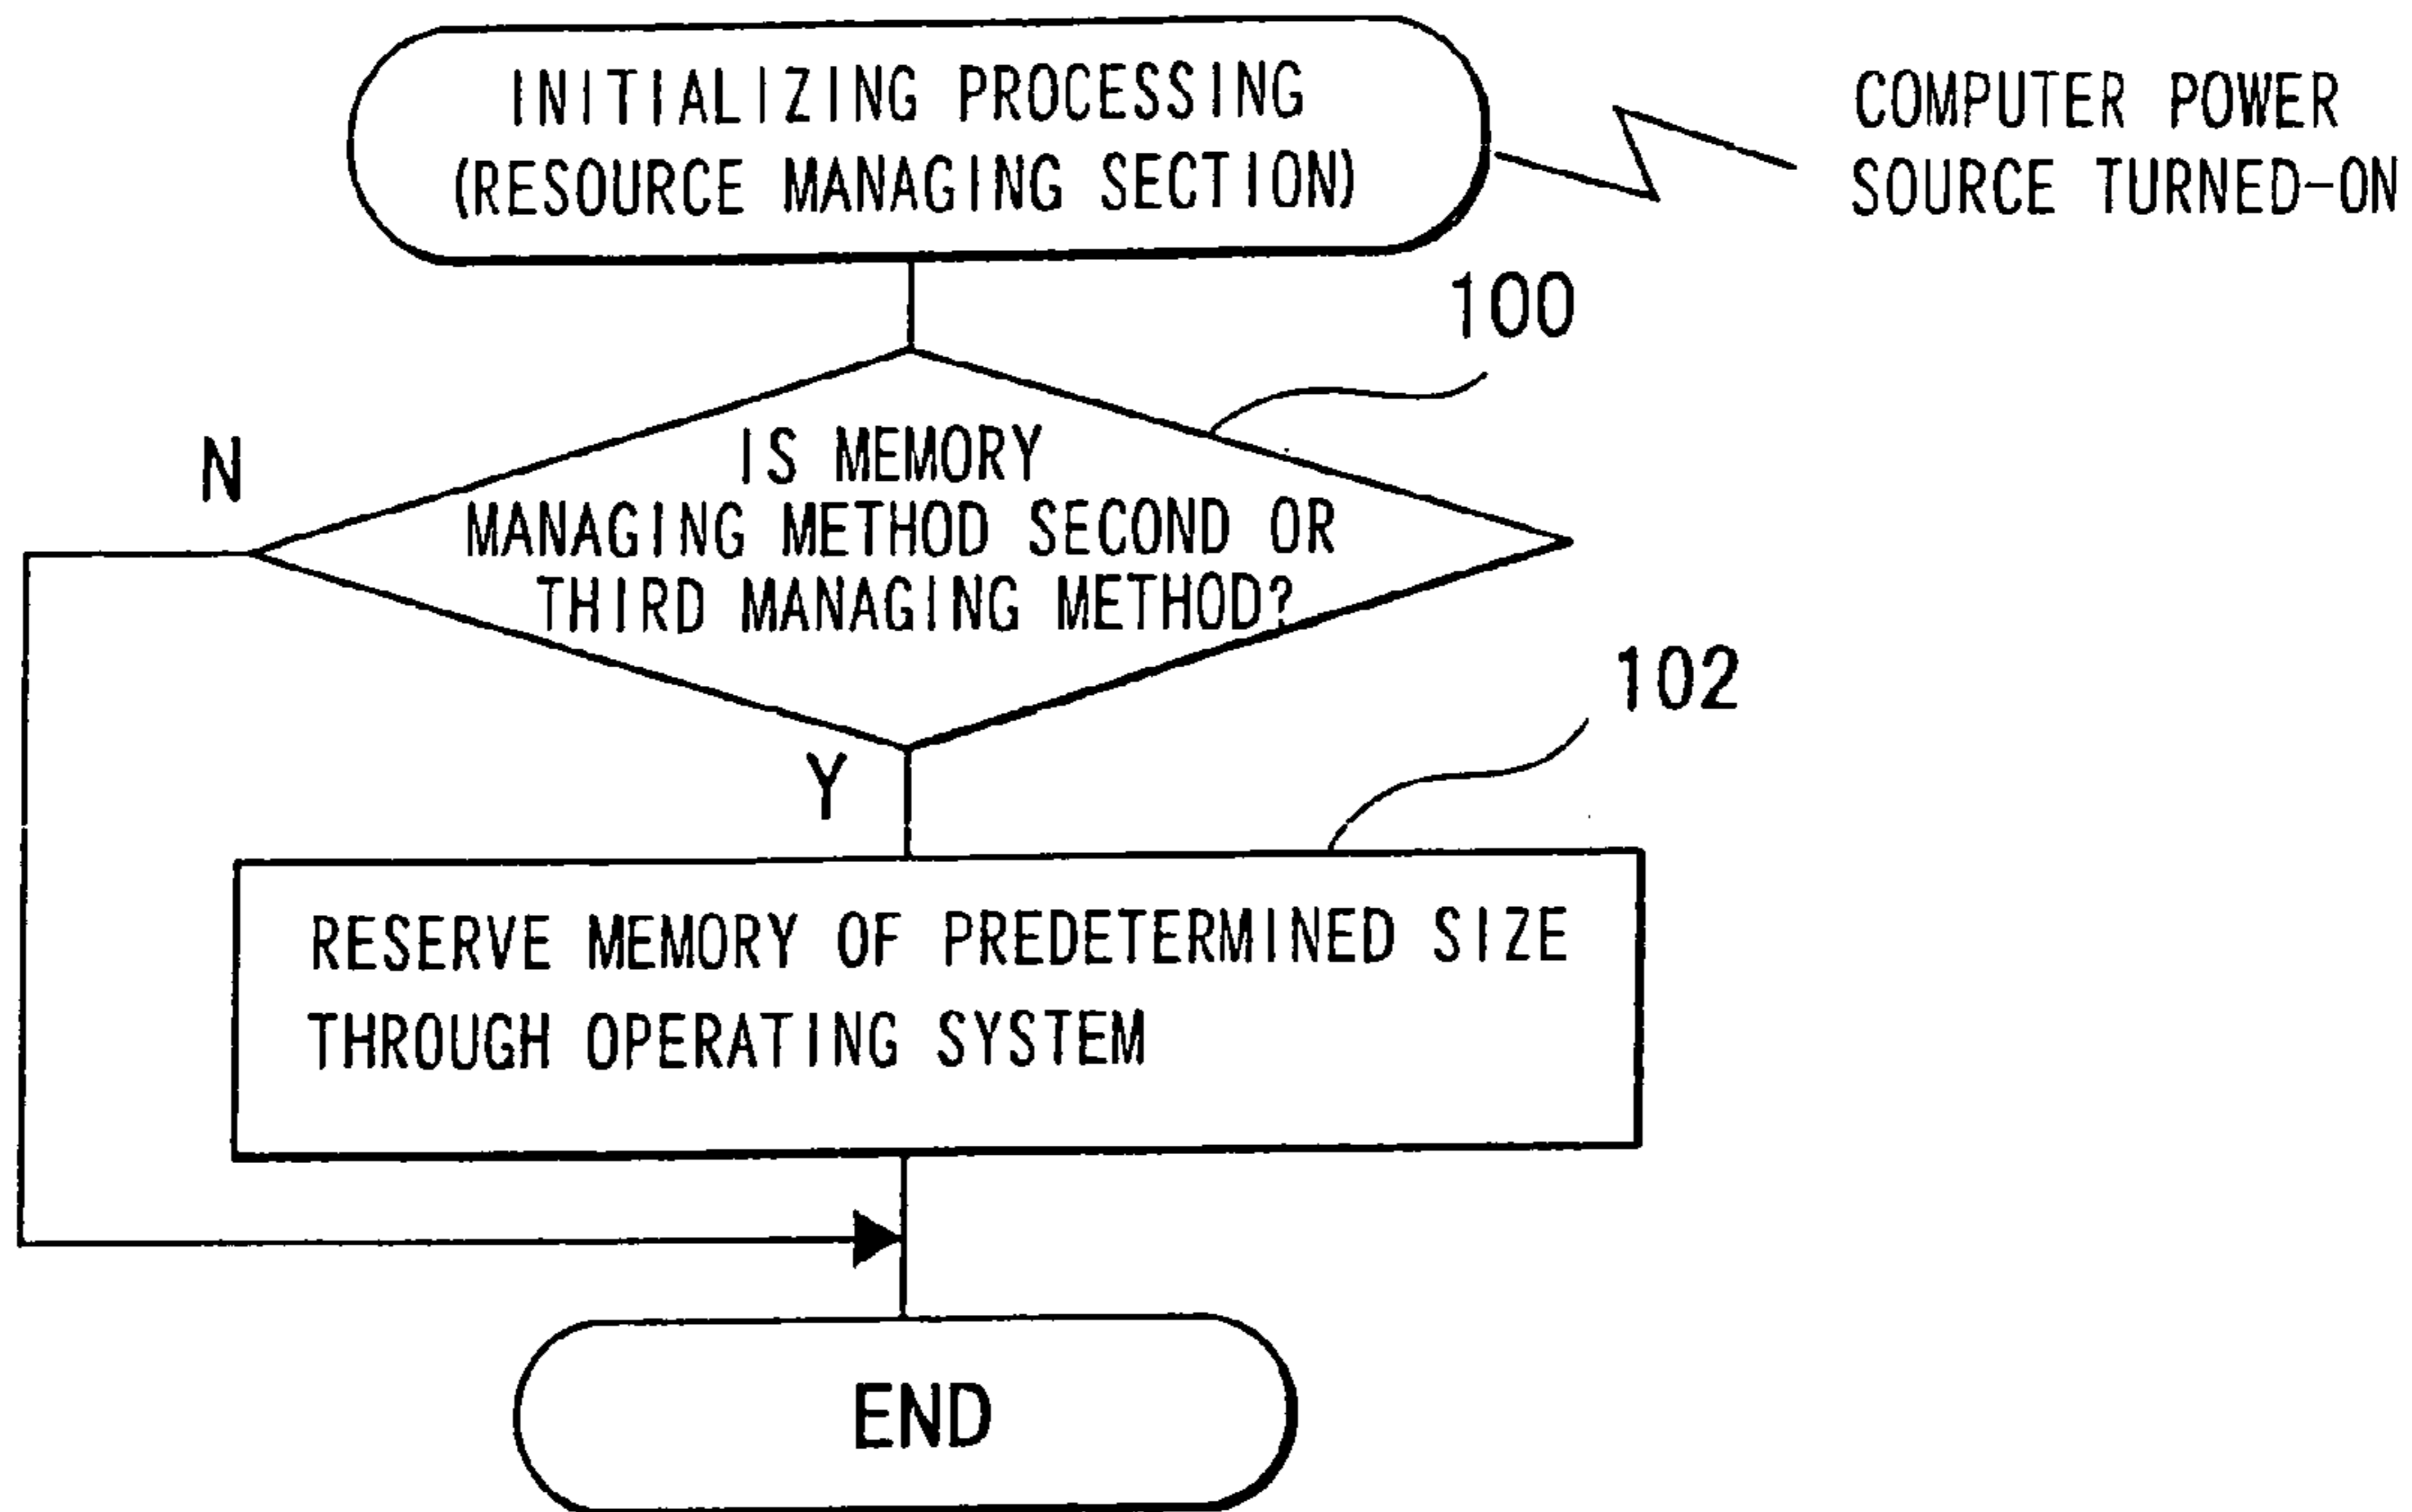 INITIALIZING PROCESSING
(RESOURCE MANAGING SECTION)
COMPUTER POWER
SOURCE TURNED-ON
100
IS MEMORY
MANAGING METHOD SECOND OR
THIRD MANAGING METHOD?
N
Y
102
RESERVE MEMORY OF PREDETERMINED SIZE
THROUGH OPERATING SYSTEM
END